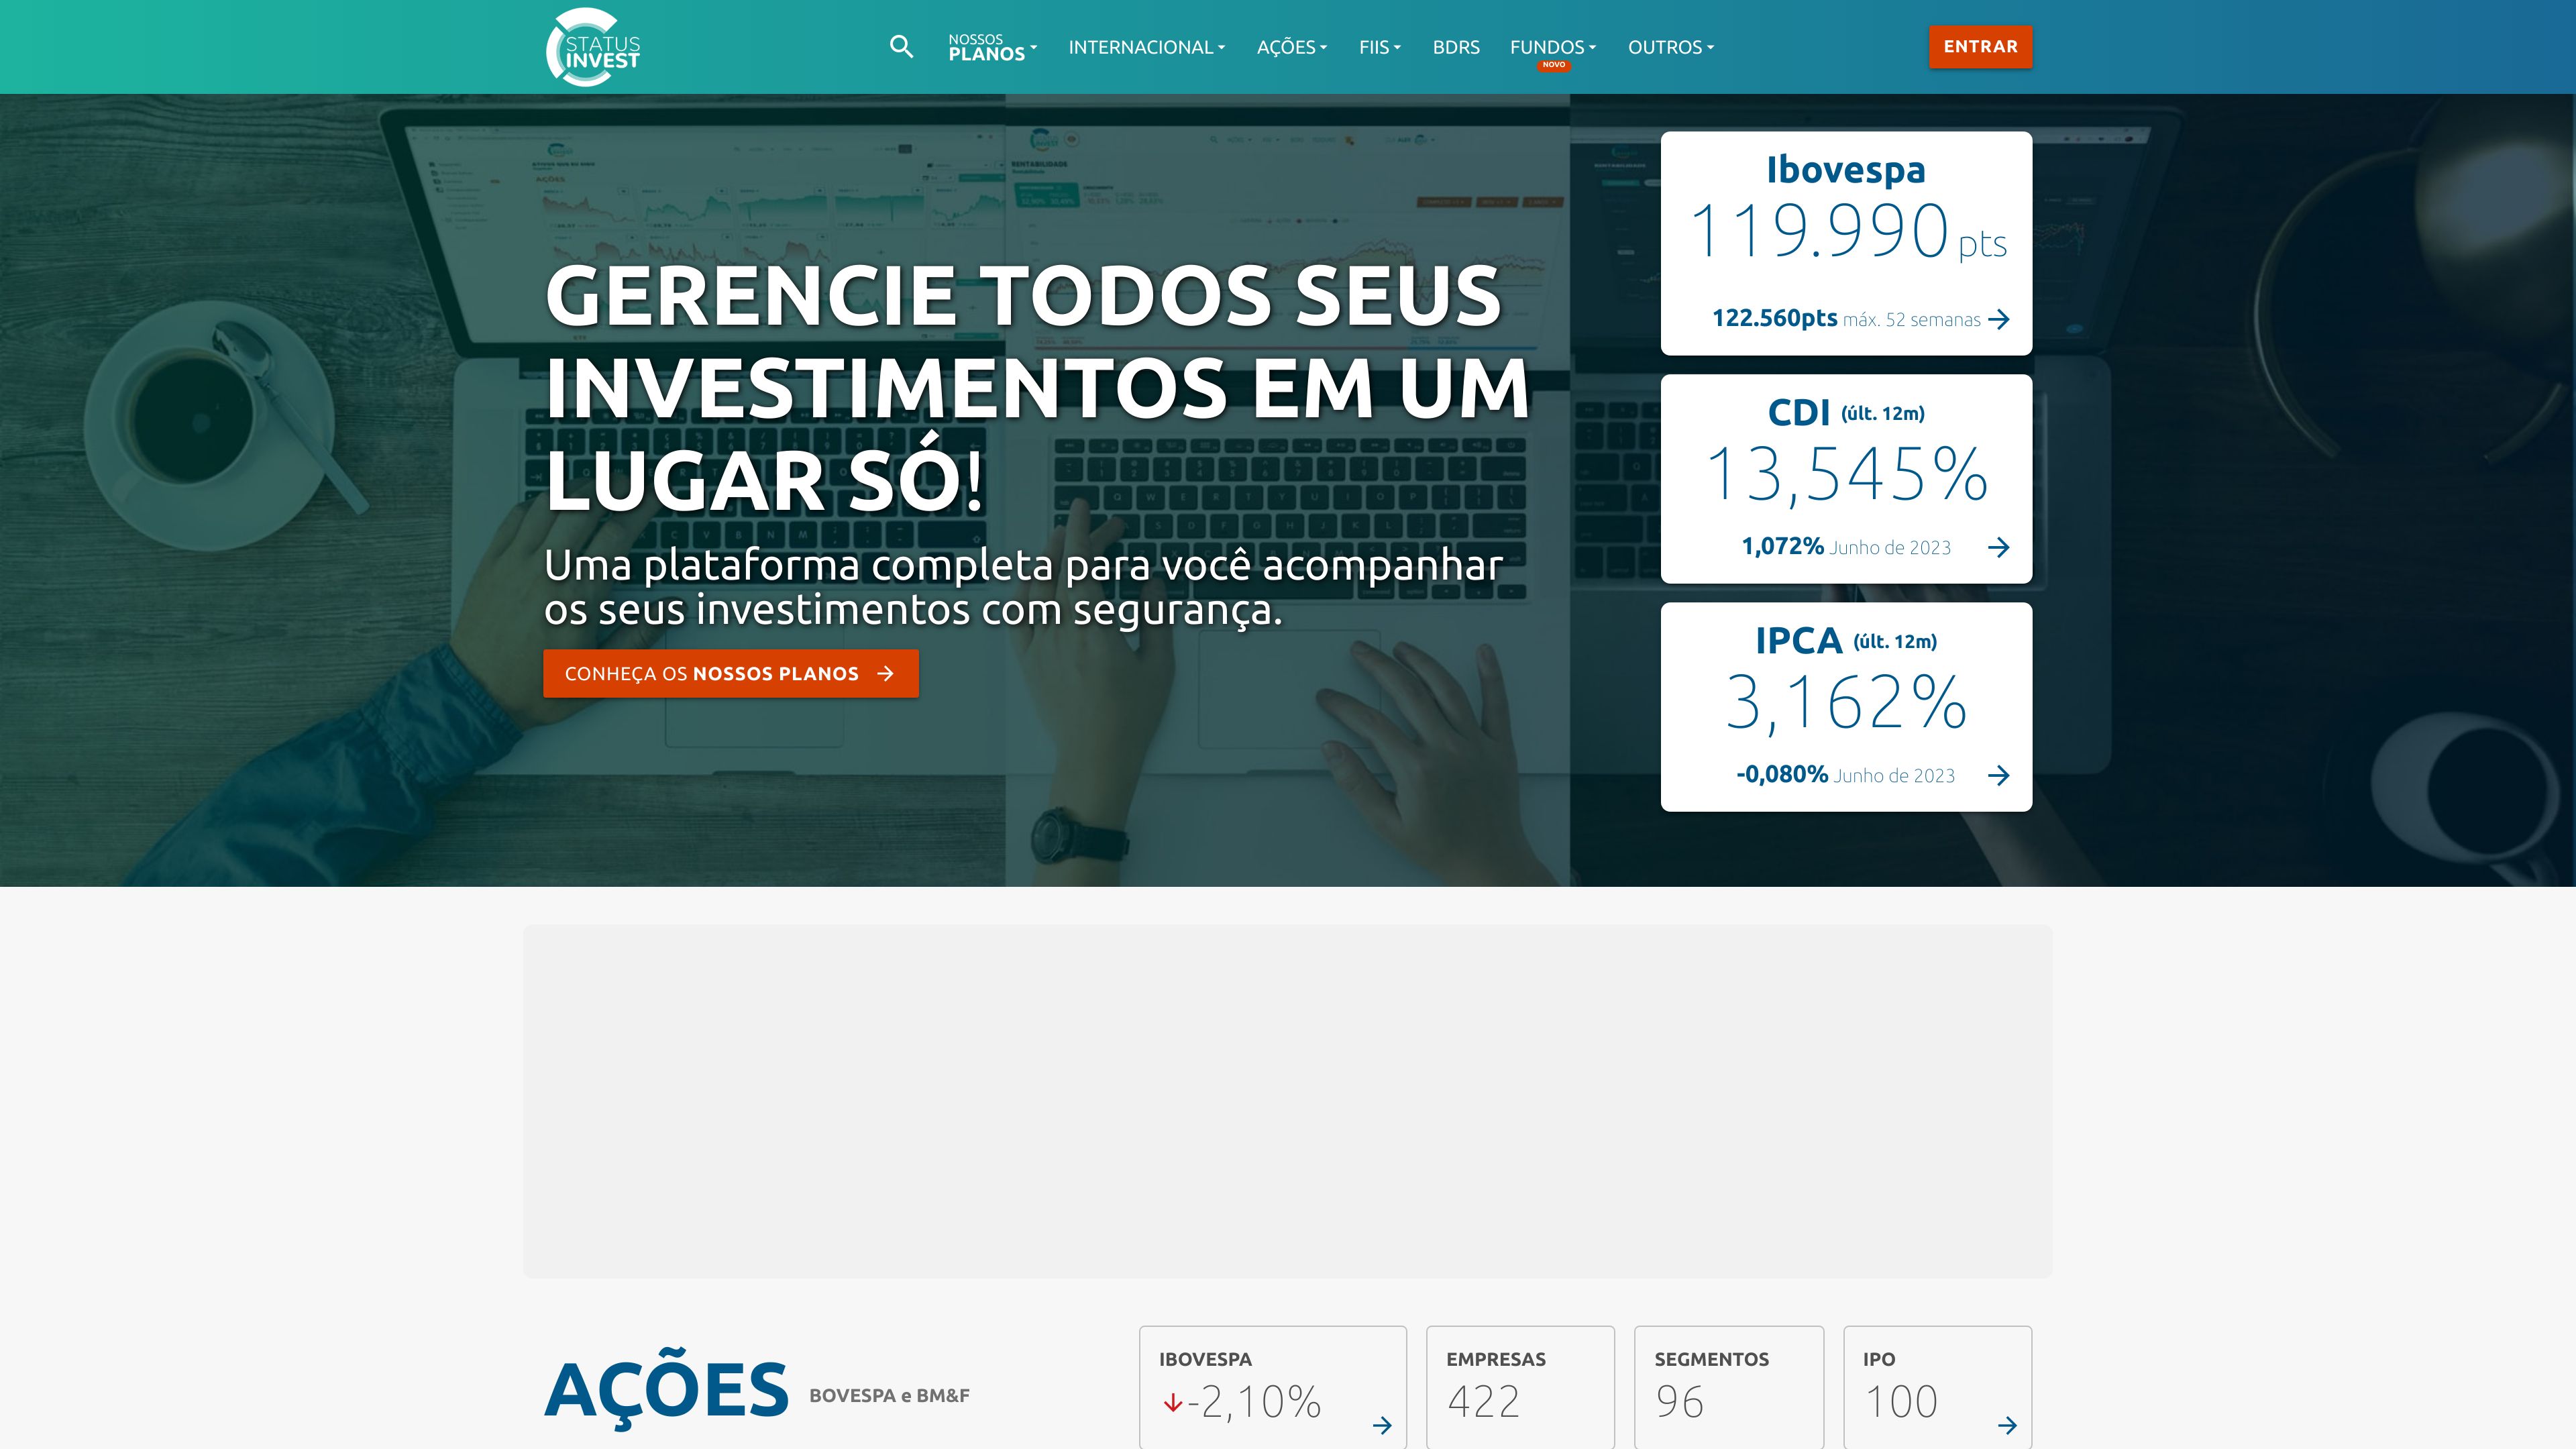 STATUS
INVEST
NOSSOS
PLANOS
INTERNACIONAL
AÇÕES
FIIS
BDRS
FUNDOS
NOVO
OUTROS
ENTRAR
GERENCIE TODOS SEUS
INVESTIMENTOS EM UM
LUGAR SÓ!
Uma plataforma completa para você acompanhar
os seus investimentos com segurança.
CONHEÇA OS NOSSOS PLANOS
Ibovespa
119.990 pts
122.560pts máx. 52 semanas
CDI (últ. 12m)
13,545%
1,072% Junho de 2023
IPCA (últ. 12m)
3,162%
-0,080% Junho de 2023
AÇÕES BOVESPA e BM&F
IBOVESPA
-2,10%
EMPRESAS
422
SEGMENTOS
96
IPO
100